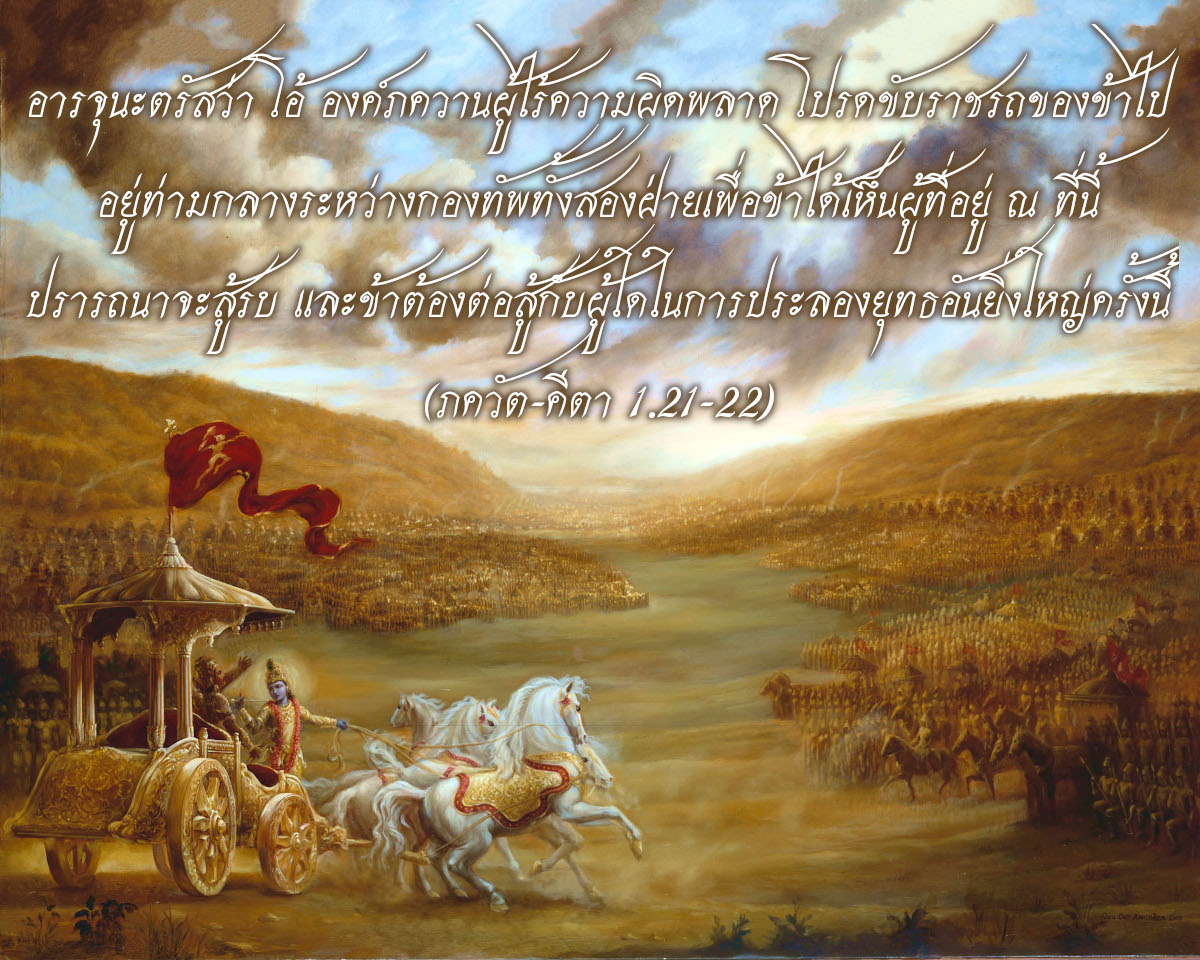 อารจุนะตรัสว่า โอ้ องค์ภควานผู้ไร้ความผิดพลาด โปรดขับราชรถของข้าไป
อยู่ท่ามกลางระหว่างกองทัพทั้งสองฝ่ายเพื่อข้าได้เห็นผู้ที่อยู่ ณ ที่นี้
ปรารถนาจะสู้รบ และข้าต้องต่อสู้กับผู้ใดในการประลองยุทธอันยิ่งใหญ่ครั้งนี้
(ภควัต-คีตา 1.21-22)